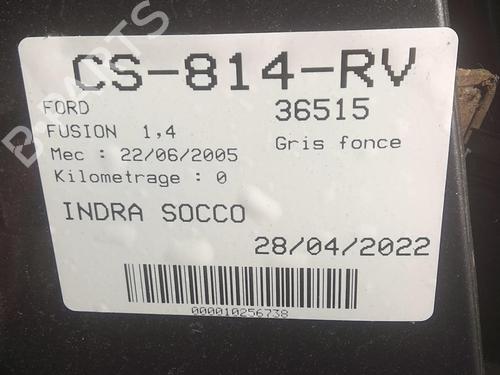 CS-814-RV
FORD 36515
FUSION 1,4 Gris fonce
Mec : 22/06/2005
Kilometrage : 0
INDRA SOCCO
28/04/2022
000010256738
B-PARTS